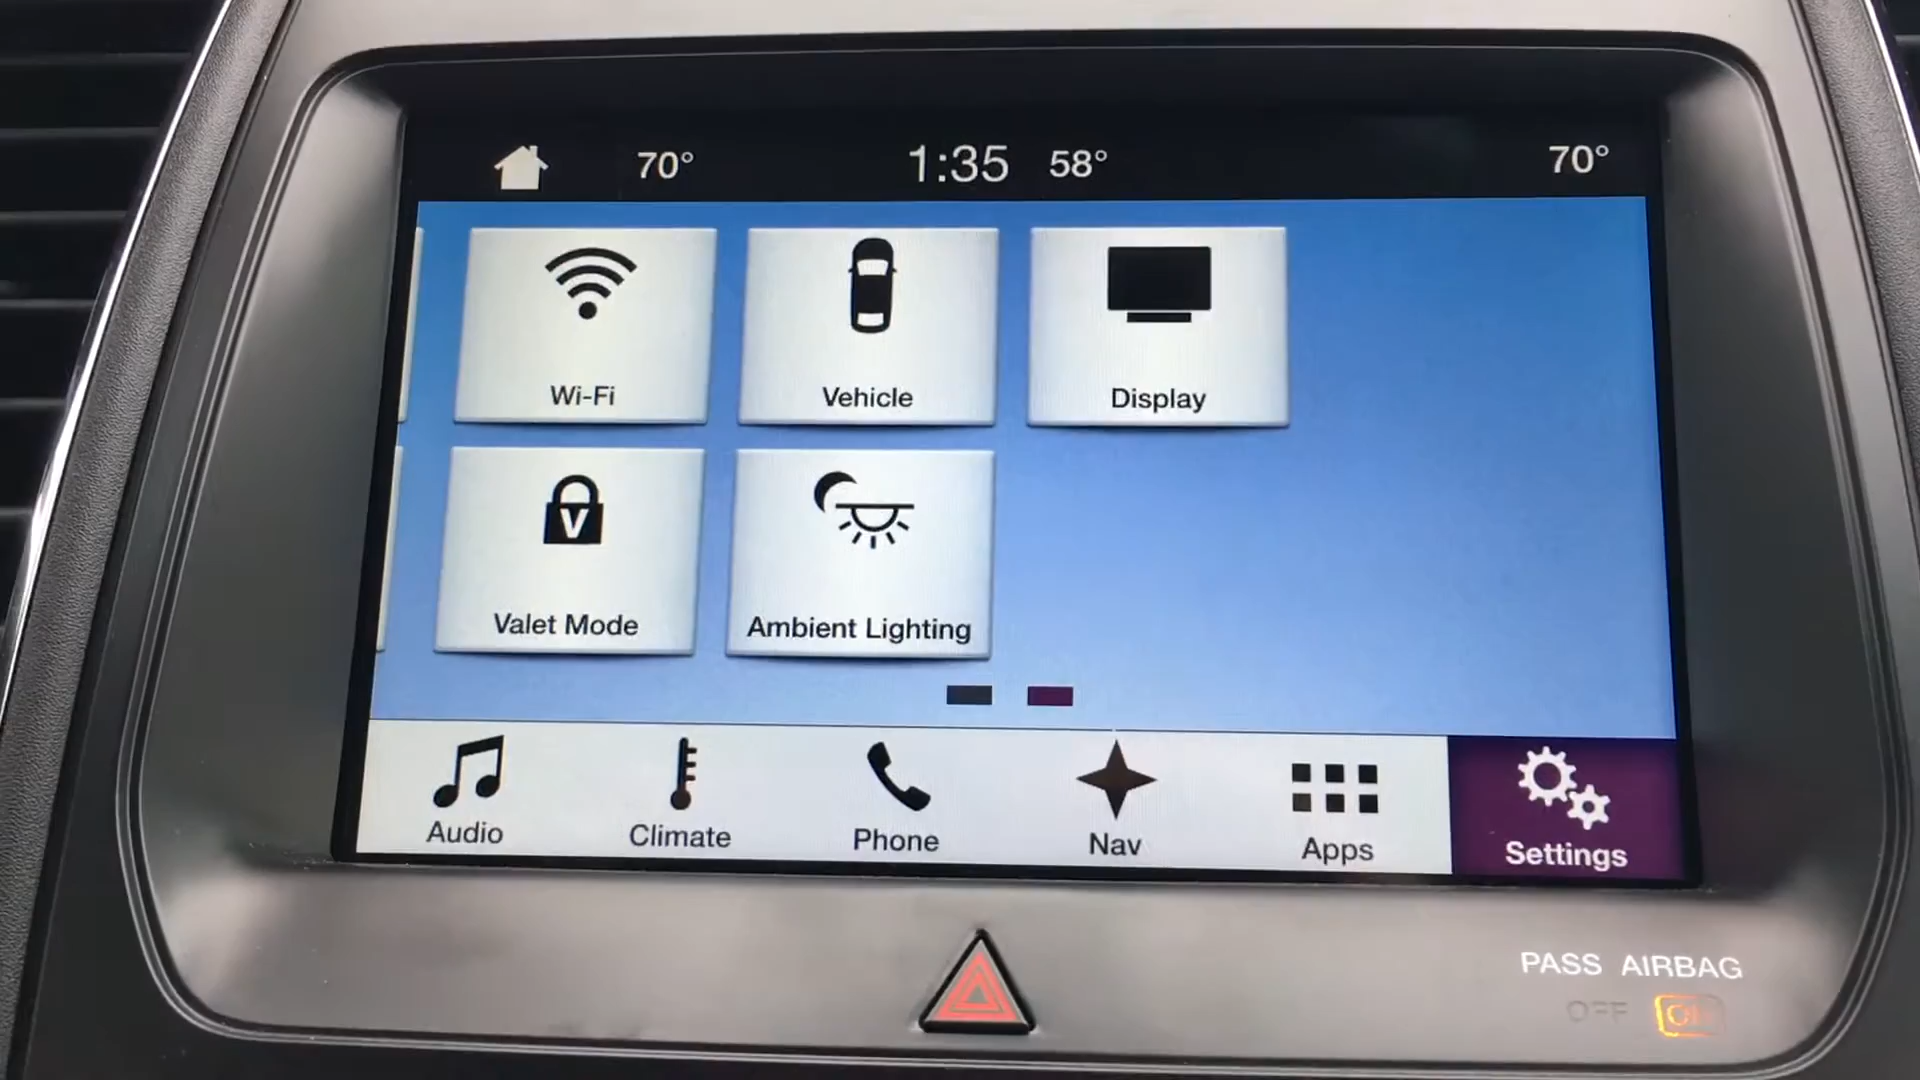 70° 1:35 58° 70°
Wi-Fi Vehicle Display
V
Valet Mode Ambient Lighting
Audio Climate Phone Nav Apps Settings
PASS AIRBAG
OFF ON